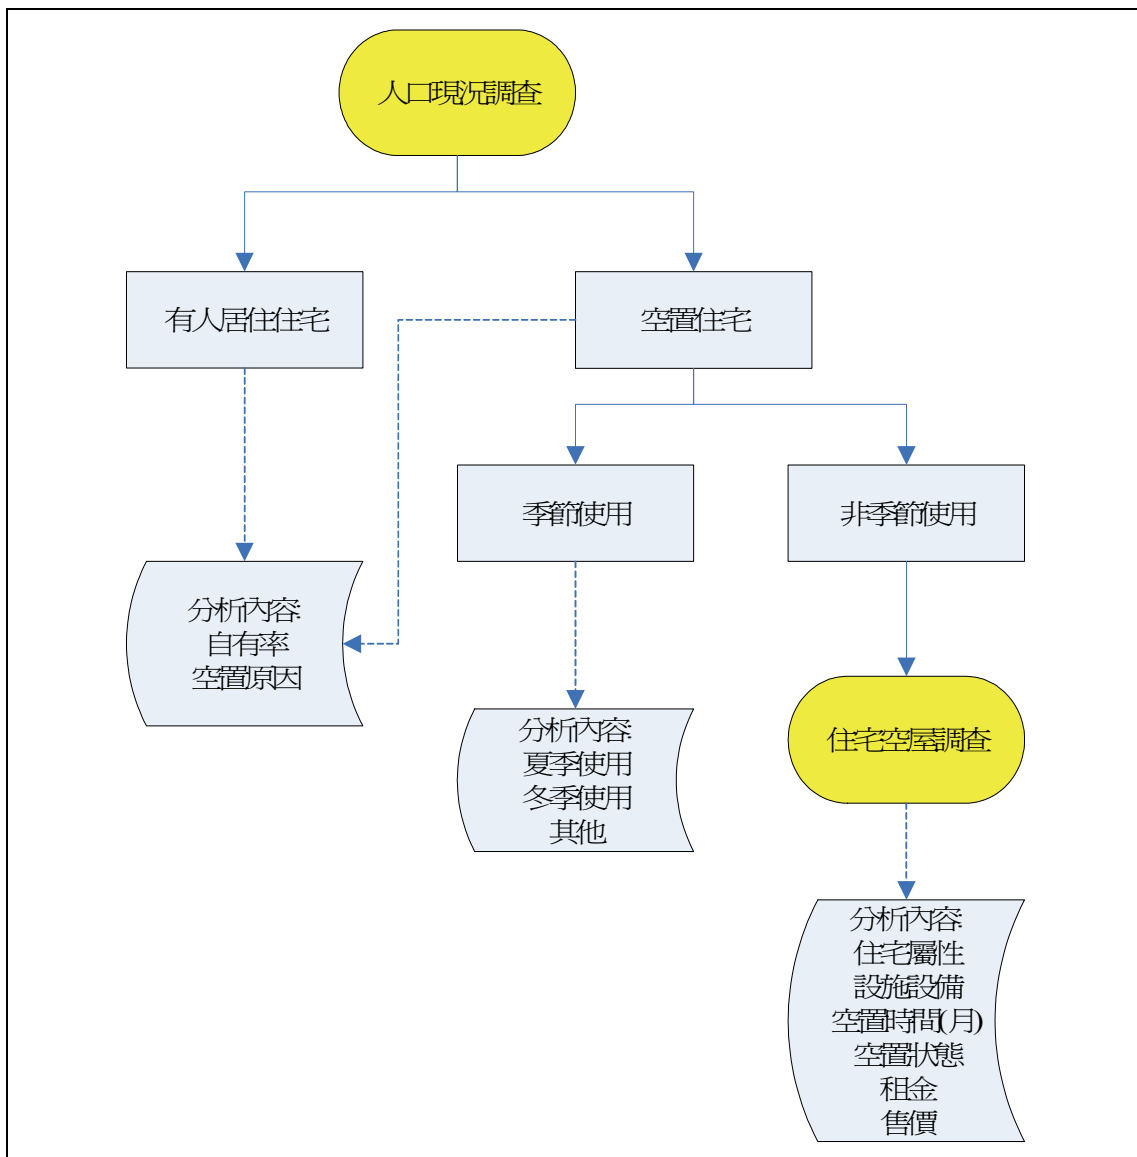 人口現況調查
有人居住住宅
空置住宅
季節使用
非季節使用
分析內容:
自有率
空置原因
分析內容:
夏季使用
冬季使用
其他
住宅空屋調查
分析內容:
住宅屬性
設施設備
空置時間(月)
空置狀態
租金
售價